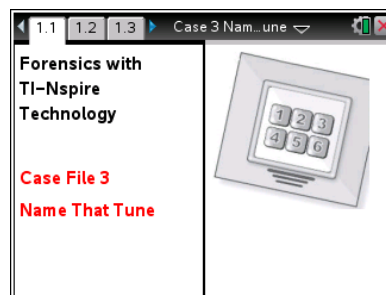 1.1 1.2 1.3 Case 3 Nam...une
Forensics with
TI-Nspire
Technology
Case File 3
Name That Tune
1 2 3
4 5 6